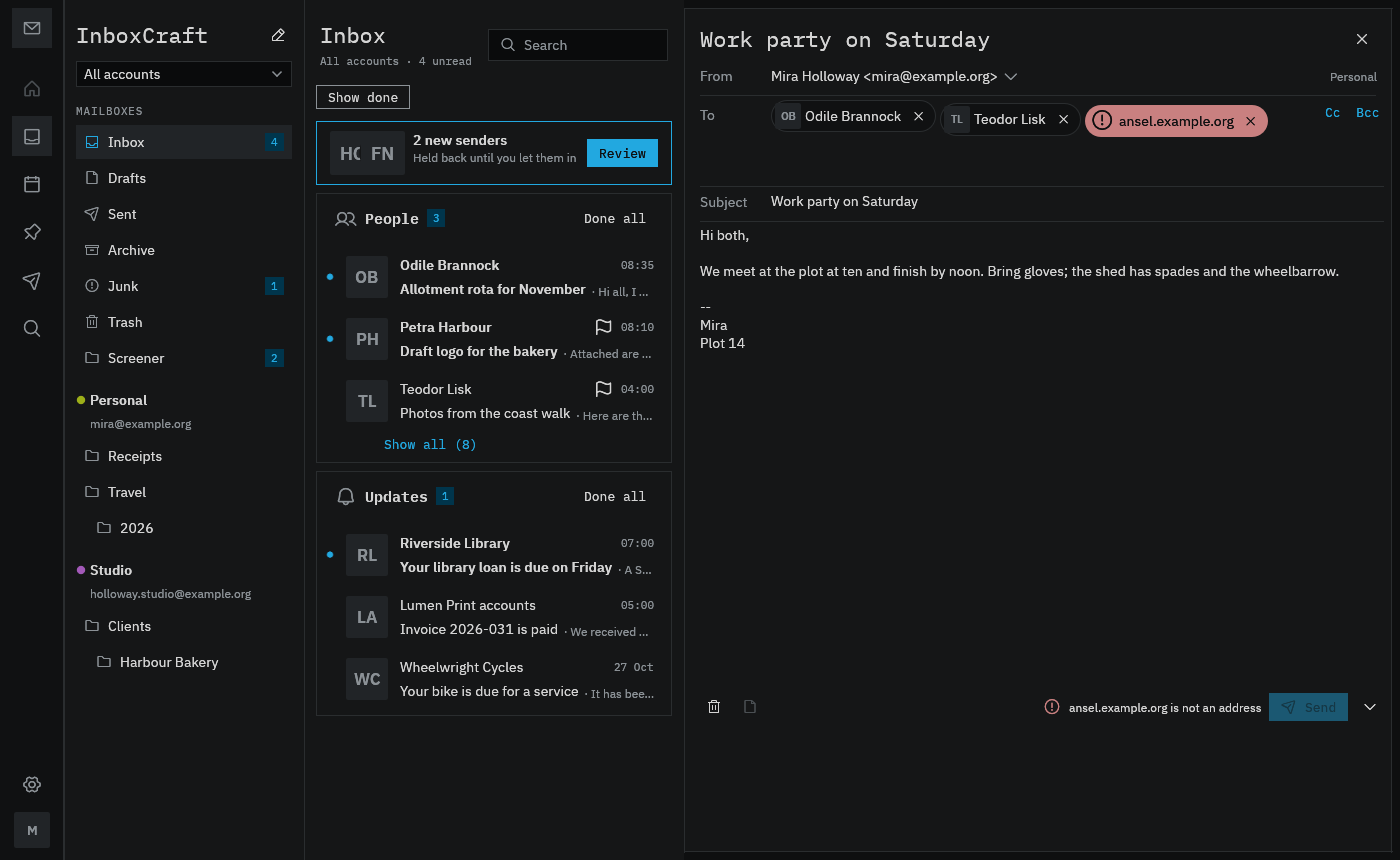 InboxCraft
All accounts
MAILBOXES
Inbox 4
Drafts
Sent
Archive
Junk 1
Trash
Screener 2
Personal
mira@example.org
Receipts
Travel
2026
Studio
holloway.studio@example.org
Clients
Harbour Bakery
M
Inbox
All accounts · 4 unread
Search
Show done
FN
2 new senders
Held back until you let them in
Review
People 3
Done all
OB
Odile Brannock 08:35
Allotment rota for November · Hi all, I ...
PH
Petra Harbour 08:10
Draft logo for the bakery · Attached are ...
TL
Teodor Lisk 04:00
Photos from the coast walk · Here are th...
Show all (8)
Updates 1
Done all
RL
Riverside Library 07:00
Your library loan is due on Friday · A S...
LA
Lumen Print accounts 05:00
Invoice 2026-031 is paid · We received ...
WC
Wheelwright Cycles 27 Oct
Your bike is due for a service · It has bee...
Work party on Saturday
From Mira Holloway <mira@example.org> Personal
To OB Odile Brannock TL Teodor Lisk ansel.example.org Cc Bcc
Subject Work party on Saturday
Hi both,
We meet at the plot at ten and finish by noon. Bring gloves; the shed has spades and the wheelbarrow.
--
Mira
Plot 14
ansel.example.org is not an address
Send